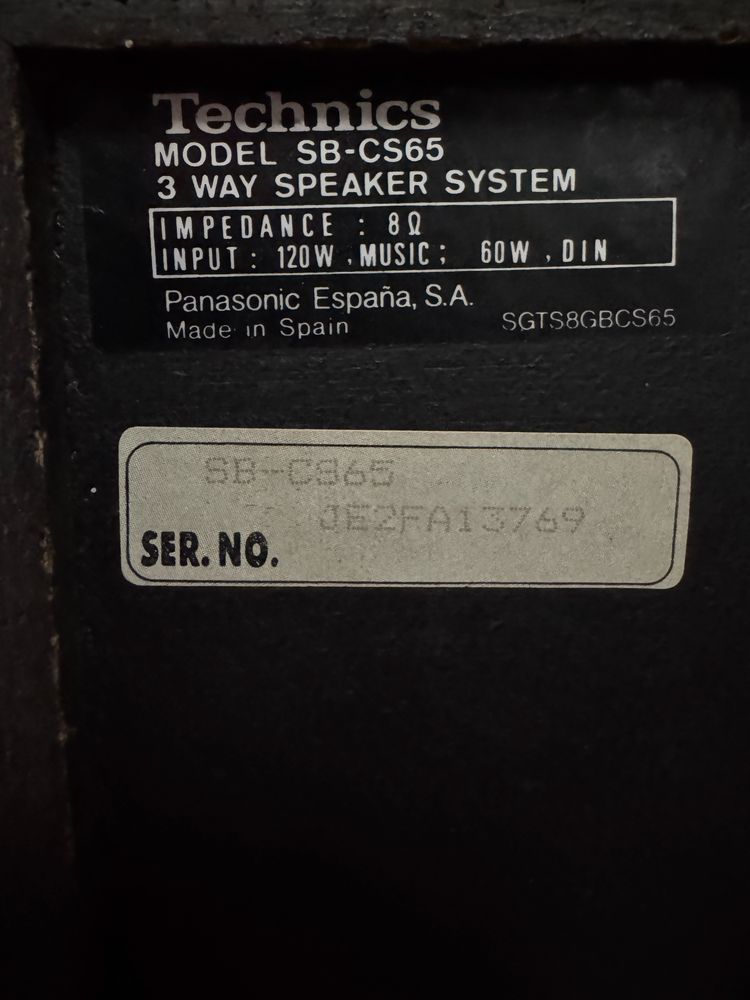 Technics
MODEL SB-CS65
3 WAY SPEAKER SYSTEM
IMPEDANCE : 8Ω
INPUT : 120W , MUSIC ; 60W , DIN
Panasonic España, S.A.
Made in Spain SGTS8GBCS65
SB-CS65
JE2FA13769
SER. NO.